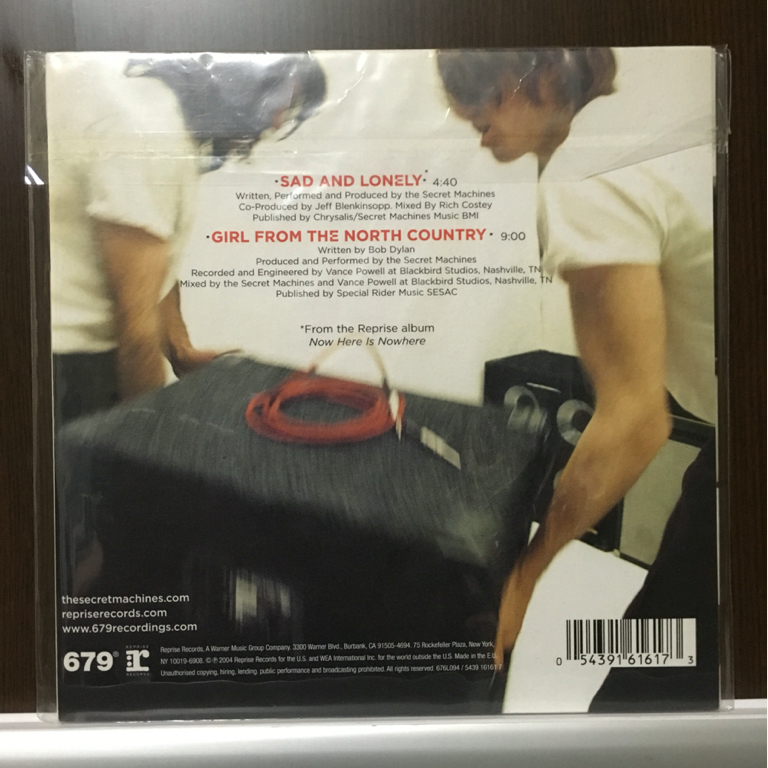 ·SAD AND LONELY·* 4:40
Written, Performed and Produced by the Secret Machines
Co-Produced by Jeff Blenkinsopp. Mixed By Rich Costey
Published by Chrysalis/Secret Machines Music BMI
·GIRL FROM THE NORTH COUNTRY· 9:00
Written by Bob Dylan
Produced and Performed by the Secret Machines
Recorded and Engineered by Vance Powell at Blackbird Studios, Nashville, TN
Mixed by the Secret Machines and Vance Powell at Blackbird Studios, Nashville, TN
Published by Special Rider Music SESAC
*From the Reprise album
Now Here Is Nowhere
thesecretmachines.com
repriserecords.com
www.679recordings.com
679®
REPRISE
r
RECORDS
Reprise Records, A Warner Music Group Company. 3300 Warner Blvd., Burbank, CA 91505-4694. 75 Rockefeller Plaza, New York,
NY 10019-6908. © ℗ 2004 Reprise Records for the U.S. and WEA International Inc. for the world outside the U.S. Made in the E.U.
Unauthorised copying, hiring, lending, public performance and broadcasting prohibited. All rights reserved. 676L094 / 5439 16161 7
0 54391 61617 3